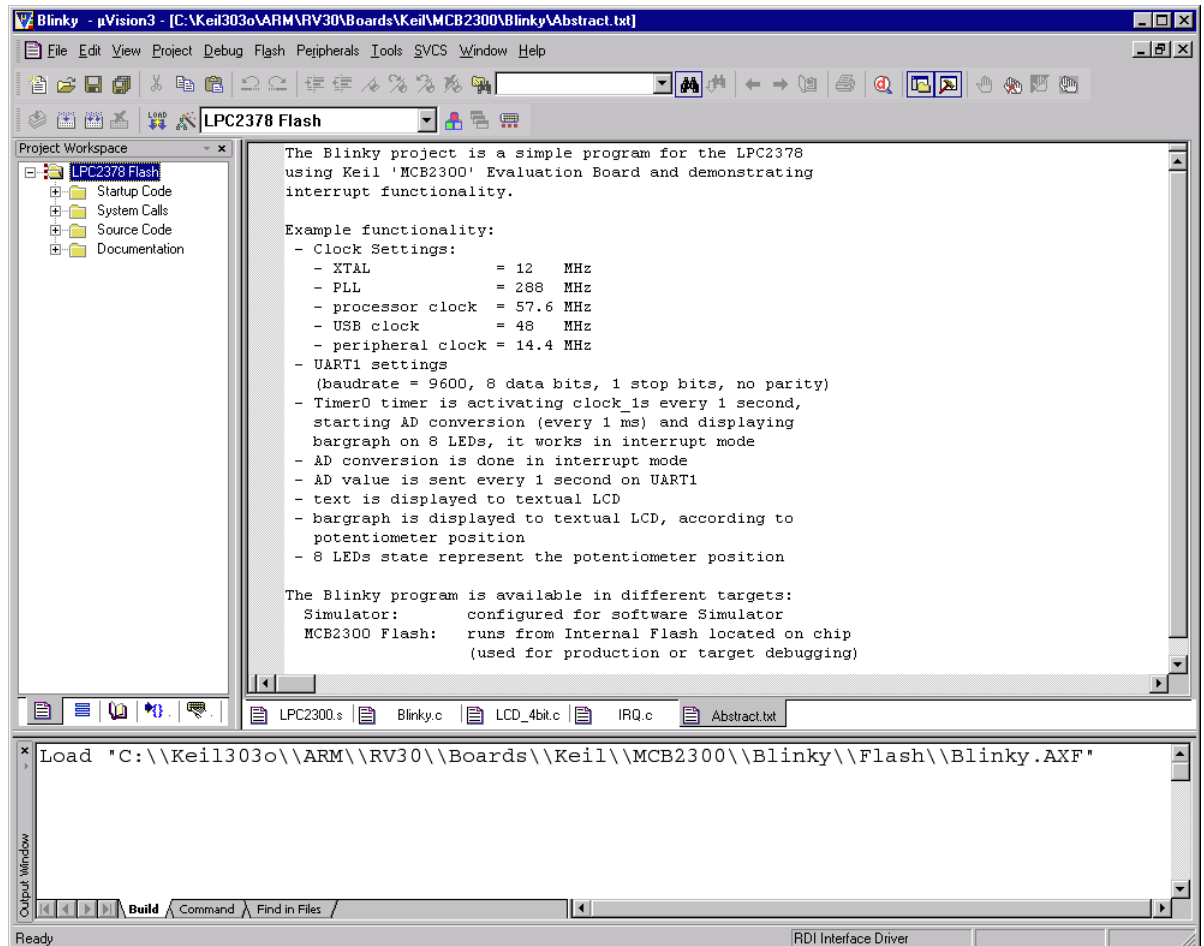 Blinky - µVision3 - [C:\Keil303o\ARM\RV30\Boards\Keil\MCB2300\Blinky\Abstract.txt]
File Edit View Project Debug Flash Peripherals Tools SVCS Window Help
LOAD LPC2378 Flash
Project Workspace
LPC2378 Flash
Startup Code
System Calls
Source Code
Documentation
The Blinky project is a simple program for the LPC2378
using Keil 'MCB2300' Evaluation Board and demonstrating
interrupt functionality.
Example functionality:
- Clock Settings:
- XTAL = 12 MHz
- PLL = 288 MHz
- processor clock = 57.6 MHz
- USB clock = 48 MHz
- peripheral clock = 14.4 MHz
- UART1 settings
(baudrate = 9600, 8 data bits, 1 stop bits, no parity)
- Timer0 timer is activating clock_1s every 1 second,
starting AD conversion (every 1 ms) and displaying
bargraph on 8 LEDs, it works in interrupt mode
- AD conversion is done in interrupt mode
- AD value is sent every 1 second on UART1
- text is displayed to textual LCD
- bargraph is displayed to textual LCD, according to
potentiometer position
- 8 LEDs state represent the potentiometer position
The Blinky program is available in different targets:
Simulator: configured for software Simulator
MCB2300 Flash: runs from Internal Flash located on chip
(used for production or target debugging)
LPC2300.s Blinky.c LCD_4bit.c IRQ.c Abstract.txt
Load "C:\\Keil303o\\ARM\\RV30\\Boards\\Keil\\MCB2300\\Blinky\\Flash\\Blinky.AXF"
Output Window
Build Command Find in Files
Ready RDI Interface Driver